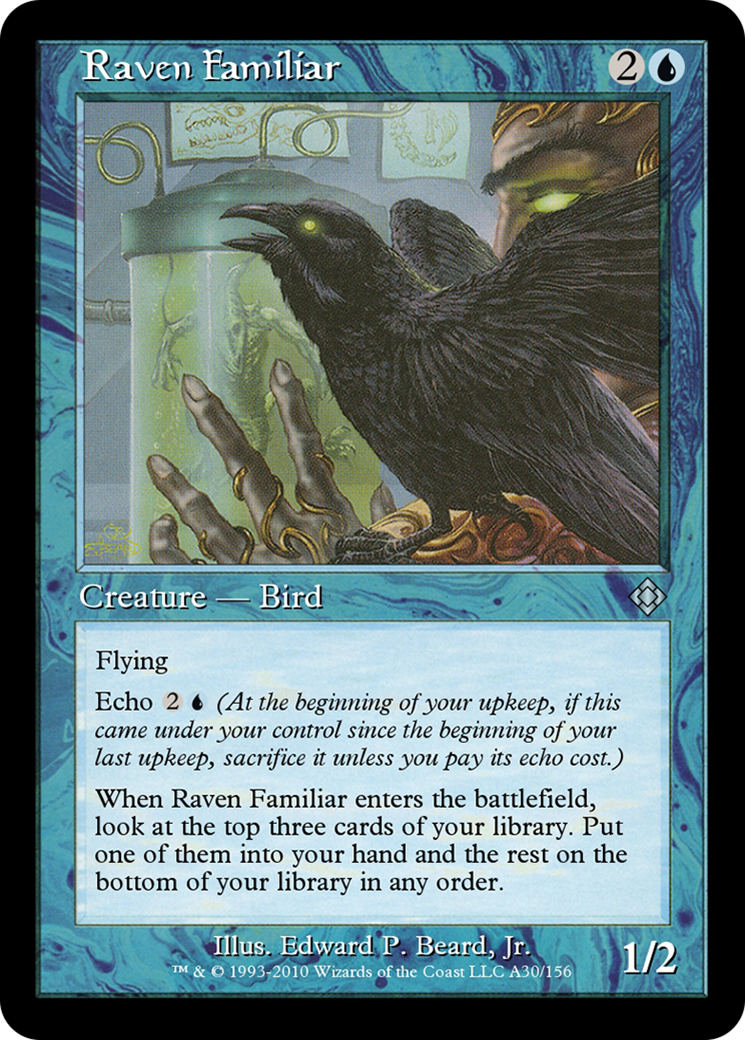 Raven Familiar 2
Creature — Bird
Flying
Echo 2 (At the beginning of your upkeep, if this
came under your control since the beginning of your
last upkeep, sacrifice it unless you pay its echo cost.)
When Raven Familiar enters the battlefield,
look at the top three cards of your library. Put
one of them into your hand and the rest on the
bottom of your library in any order.
Illus. Edward P. Beard, Jr.
™ & © 1993-2010 Wizards of the Coast LLC A30/156
1/2